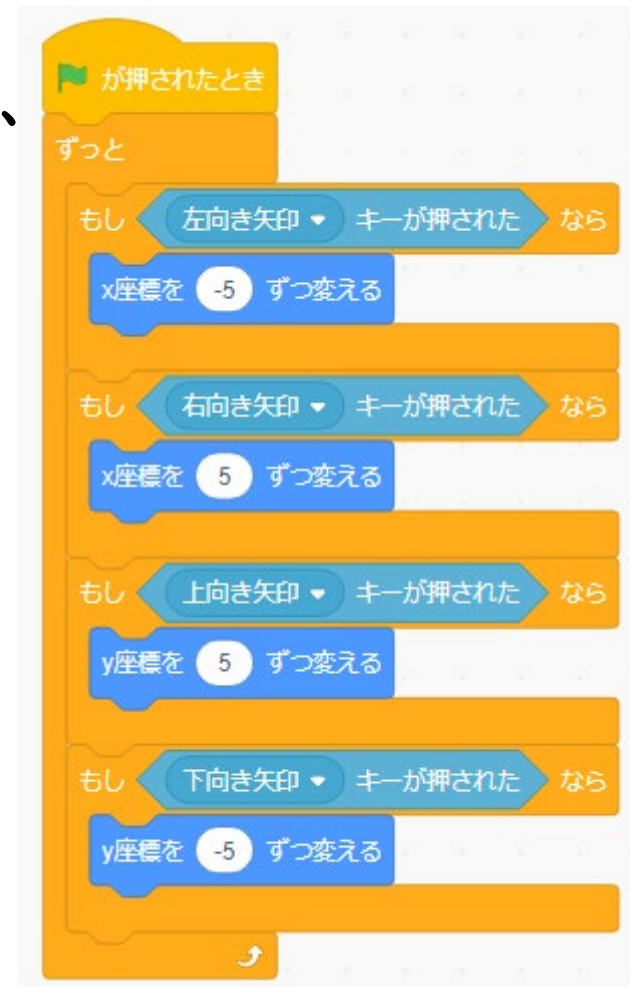 が押されたとき
、
ずっと
もし 左向き矢印 キーが押された なら
x座標を -5 ずつ変える
もし 右向き矢印 キーが押された なら
x座標を 5 ずつ変える
もし 上向き矢印 キーが押された なら
y座標を 5 ずつ変える
もし 下向き矢印 キーが押された なら
y座標を -5 ずつ変える